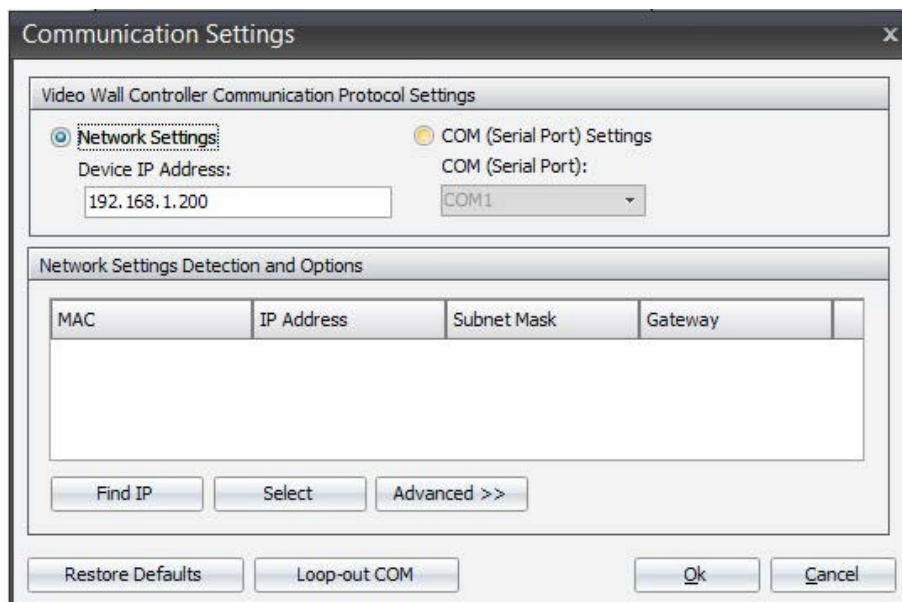 Communication Settings x
Video Wall Controller Communication Protocol Settings
Network Settings COM (Serial Port) Settings
Device IP Address: COM (Serial Port):
192.168.1.200 COM1
Network Settings Detection and Options
MAC IP Address Subnet Mask Gateway
Find IP Select Advanced >>
Restore Defaults Loop-out COM Ok Cancel